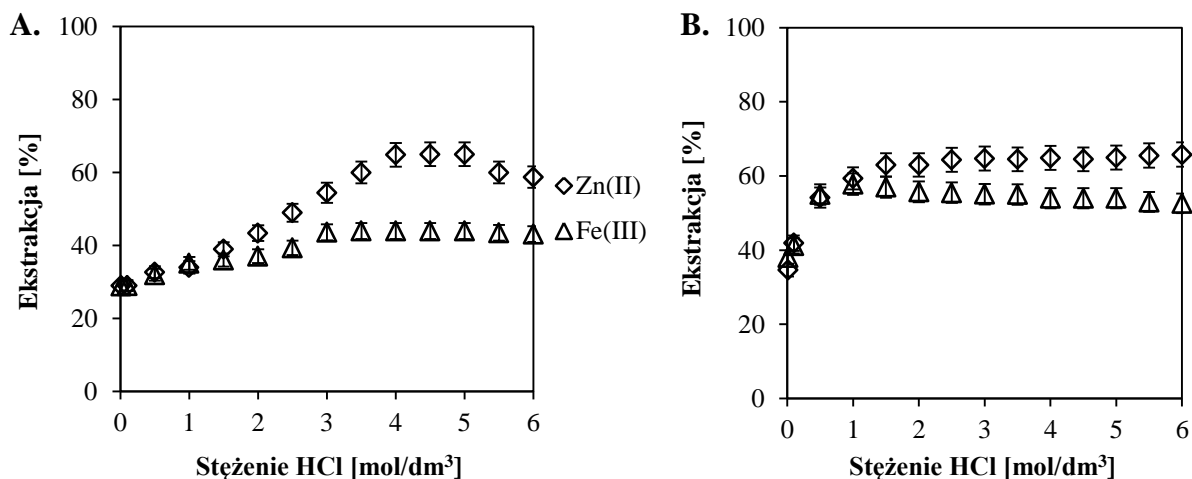 A.
Ekstrakcja [%]
100
80
60
40
20
0
0 1 2 3 4 5 6
Stężenie HCl [mol/dm³]
Zn(II)
Fe(III)
B.
Ekstrakcja [%]
100
80
60
40
20
0
0 1 2 3 4 5 6
Stężenie HCl [mol/dm³]